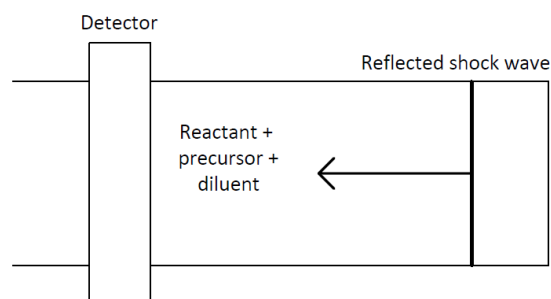 Detector
Reflected shock wave
Reactant +
precursor +
diluent